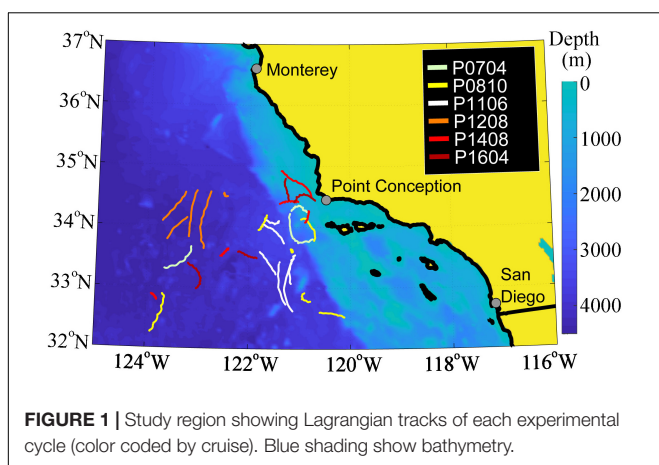 37°N
36°N
35°N
34°N
33°N
32°N
124°W
122°W
120°W
118°W
116°W
Monterey
Point Conception
San
Diego
P0704
P0810
P1106
P1208
P1408
P1604
Depth
(m)
0
1000
2000
3000
4000
FIGURE 1 | Study region showing Lagrangian tracks of each experimental
cycle (color coded by cruise). Blue shading show bathymetry.